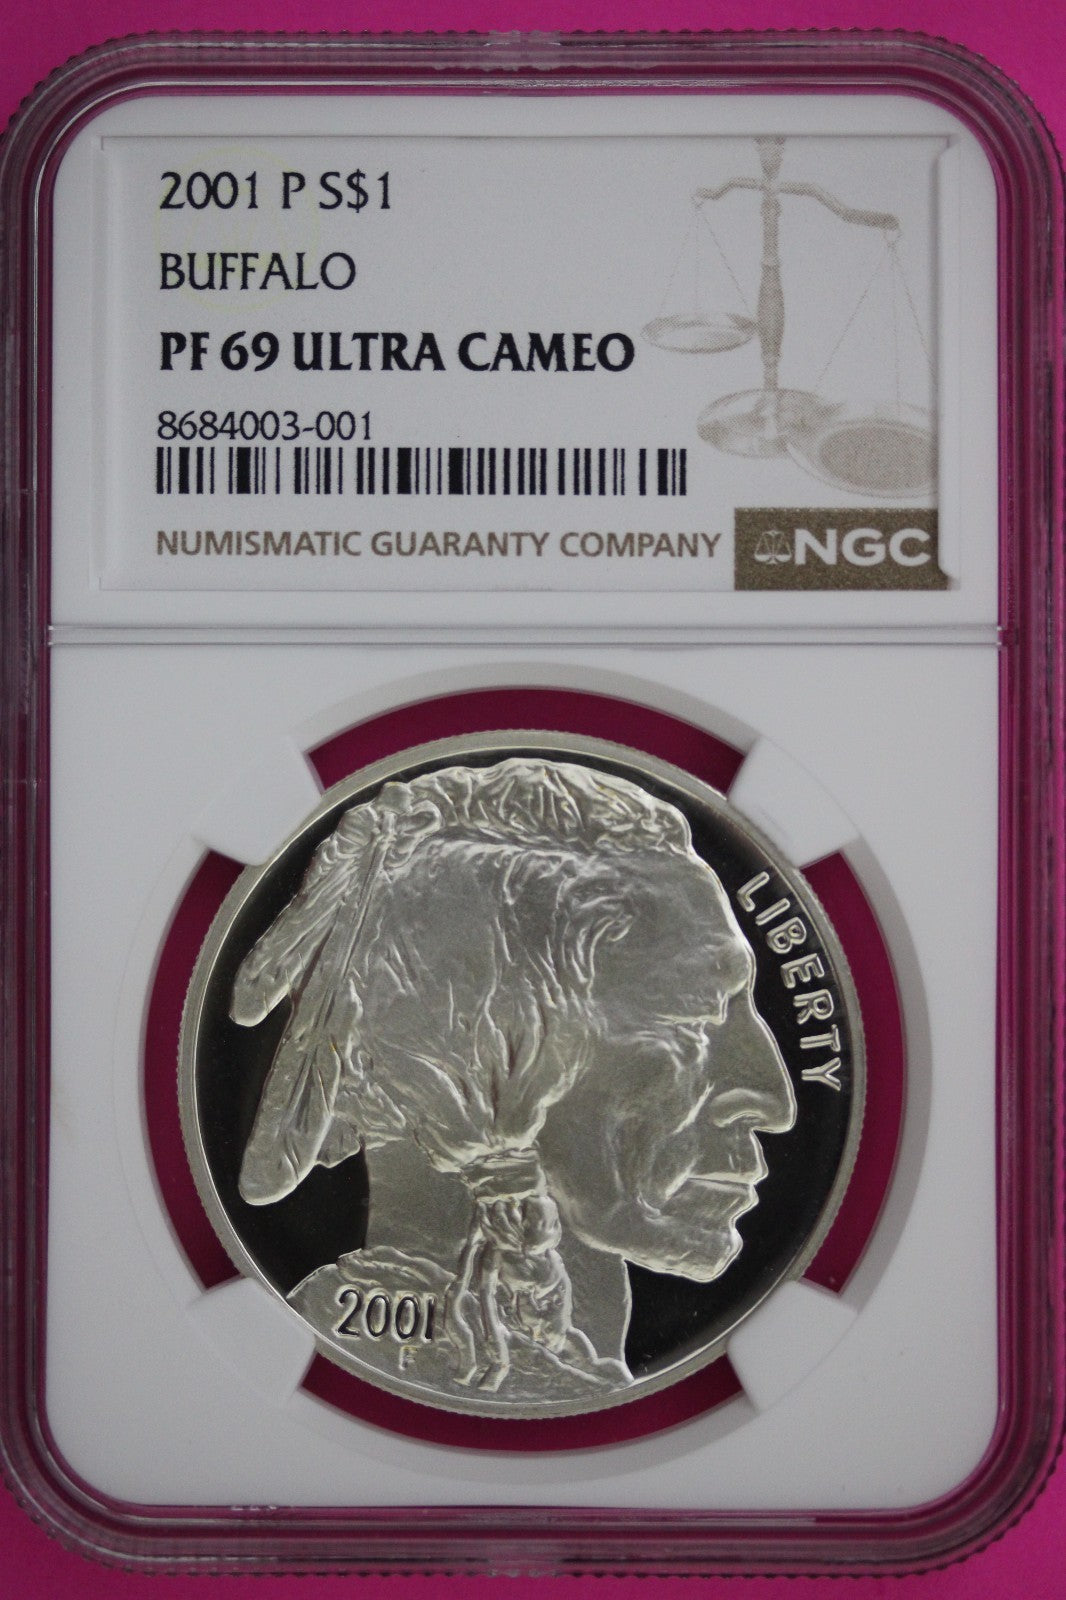 2001 P S$1
BUFFALO
PF 69 ULTRA CAMEO
8684003-001
NUMISMATIC GUARANTY COMPANY NGC
LIBERTY
2001
F